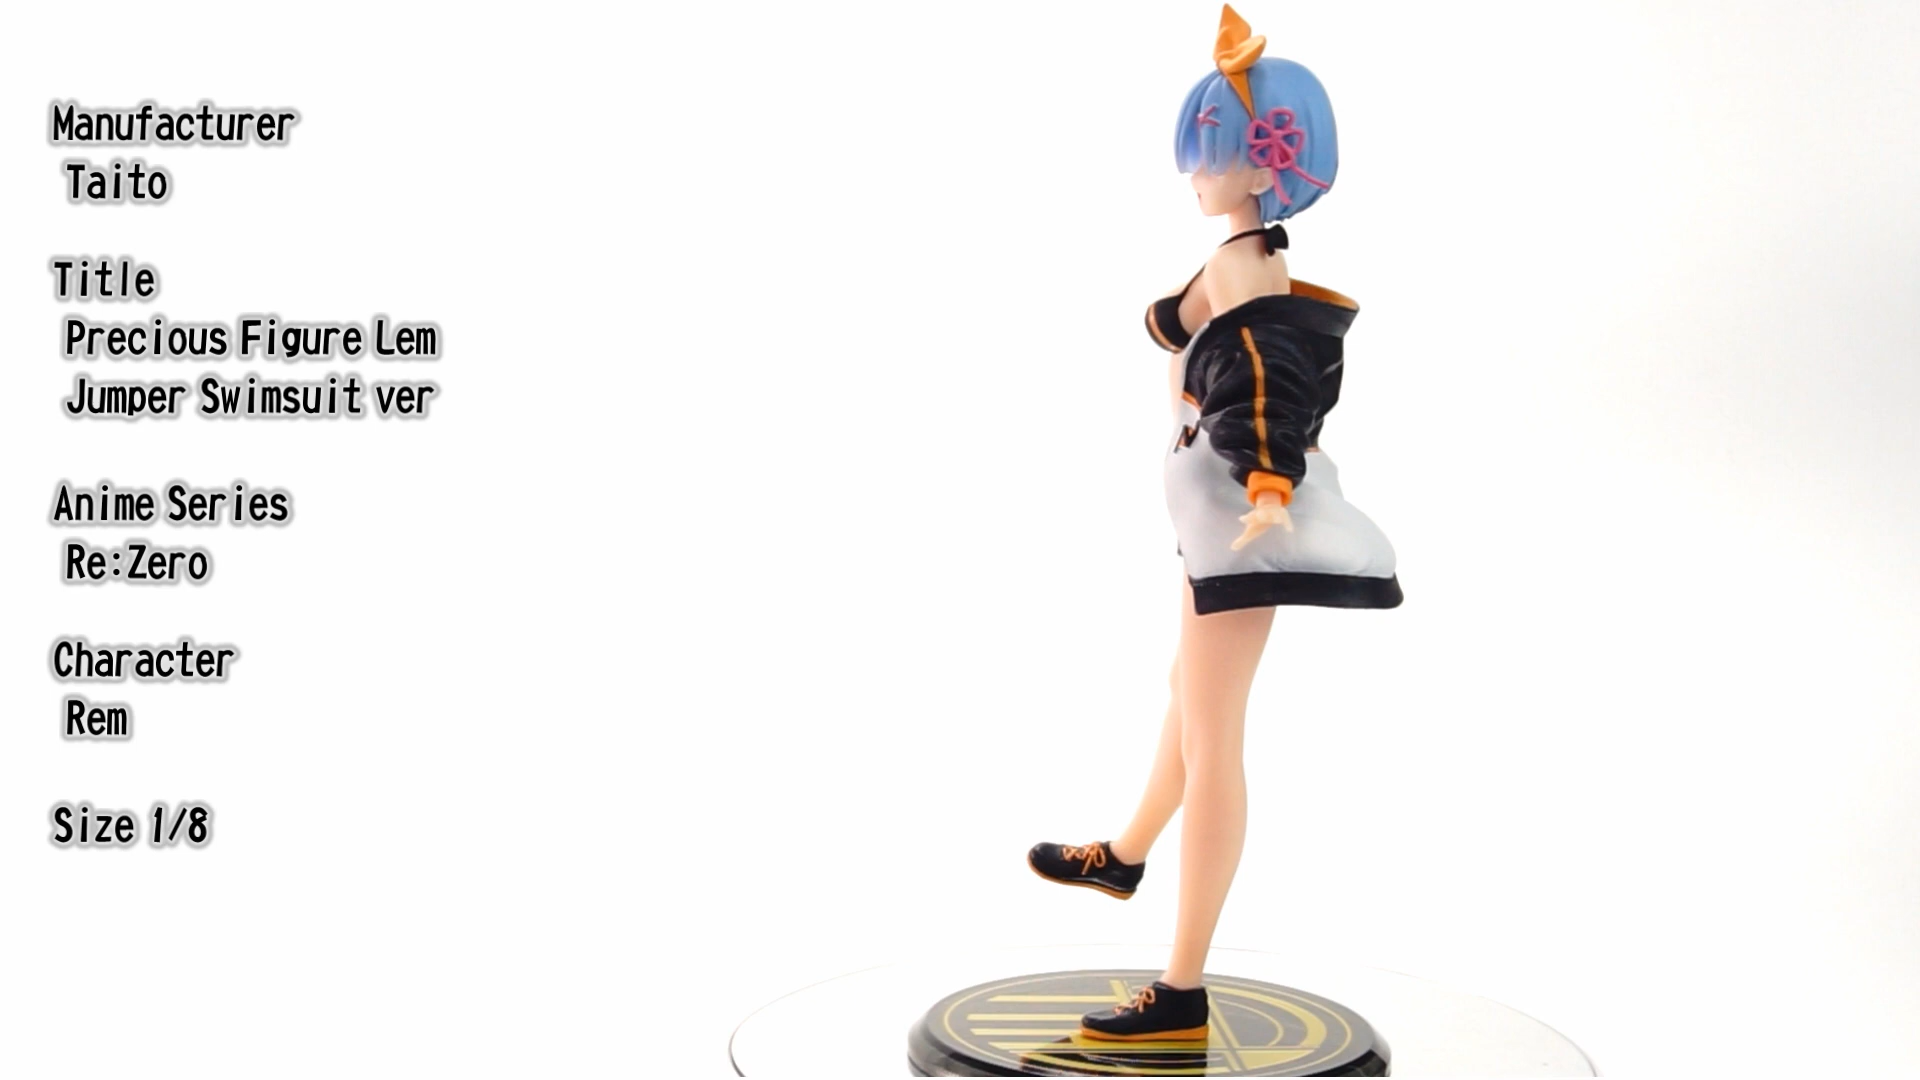 Manufacturer
Taito
Title
Precious Figure Lem
Jumper Swimsuit ver
Anime Series
Re:Zero
Character
Rem
Size 1/8